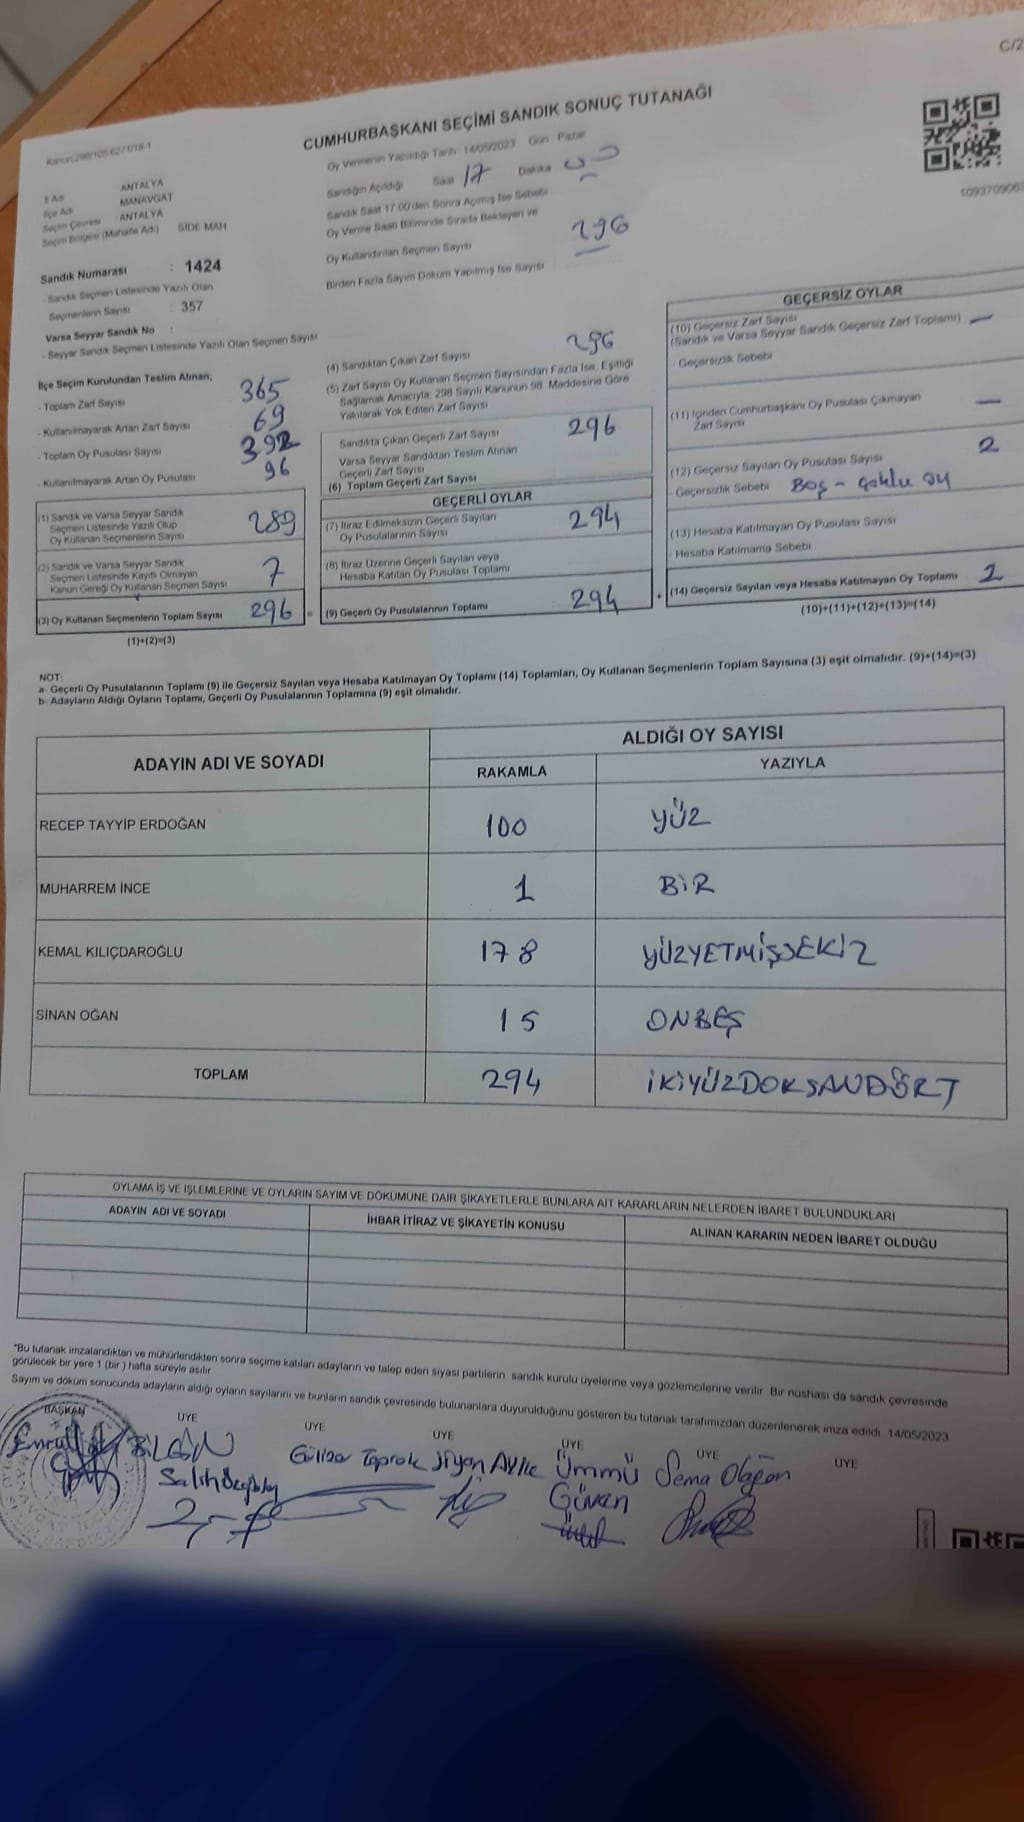 C/2
Kanun:298/105-6271/18-1
CUMHURBAŞKANI SEÇİMİ SANDIK SONUÇ TUTANAĞI
Oy Vermenin Yapıldığı Tarih 14/05/2023 Gün Pazar
Sandığın Açıldığı Saat 17 Dakika
Sandık Saat 17:00'den Sonra Açımış İse Sebebi
Oy Verme Saati Bitiminde Sırada Bekleyen ve
Oy Kullandırılan Seçmen Sayısı 296
Birden Fazla Sayım Döküm Yapılmış İse Sayısı
1093709063
İl Adı ANTALYA
İlçe Adı MANAVGAT
Seçim Çevresi : ANTALYA
Seçim Bölgesi (Mahalle Adı) SİDE MAH
Sandık Numarası : 1424
- Sandık Seçmen Listesinde Yazılı Olan
Seçmenlerin Sayısı : 357
Varsa Seyyar Sandık No :
- Seyyar Sandık Seçmen Listesinde Yazılı Olan Seçmen Sayısı
İlçe Seçim Kurulundan Teslim Alınan;
- Toplam Zarf Sayısı 365
- Kullanılmayarak Artan Zarf Sayısı 69
- Toplam Oy Pusulası Sayısı 392
- Kullanılmayarak Artan Oy Pusulası 96
(1) Sandık ve Varsa Seyyar Sandık
Seçmen Listesinde Yazılı Olup
Oy Kullanan Seçmenlerin Sayısı 289
(2) Sandık ve Varsa Seyyar Sandık
Seçmen Listesinde Kayıtlı Olmayan
Kanun Gereği Oy Kullanan Seçmen Sayısı 7
(3) Oy Kullanan Seçmenlerin Toplam Sayısı 296 =
(1)+(2)=(3)
(4) Sandıktan Çıkan Zarf Sayısı 296
(5) Zarf Sayısı Oy Kullanan Seçmen Sayısından Fazla İse, Eşitliği
Sağlamak Amacıyla, 298 Sayılı Kanunun 98. Maddesine Göre
Yakılarak Yok Edilen Zarf Sayısı
Sandıkta Çıkan Geçerli Zarf Sayısı 296
Varsa Seyyar Sandıktan Teslim Alınan
Geçerli Zarf Sayısı
(6) Toplam Geçerli Zarf Sayısı
GEÇERLİ OYLAR
(7) İtiraz Edilmeksizin Geçerli Sayılan
Oy Pusulalarının Sayısı 294
(8) İtiraz Üzerine Geçerli Sayılan veya
Hesaba Katılan Oy Pusulası Toplamı
(9) Geçerli Oy Pusulalarının Toplamı 294 +
GEÇERSİZ OYLAR
(10) Geçersiz Zarf Sayısı
(Sandık ve Varsa Seyyar Sandık Geçersiz Zarf Toplamı) —
- Geçersizlik Sebebi
(11) İçinden Cumhurbaşkanı Oy Pusulası Çıkmayan
Zarf Sayısı —
(12) Geçersiz Sayılan Oy Pusulası Sayısı 2
- Geçersizlik Sebebi Boş - çoklu oy
(13) Hesaba Katılmayan Oy Pusulası Sayısı
- Hesaba Katılmama Sebebi
(14) Geçersiz Sayılan veya Hesaba Katılmayan Oy Toplamı 2
(10)+(11)+(12)+(13)=(14)
NOT:
a- Geçerli Oy Pusulalarının Toplamı (9) ile Geçersiz Sayılan veya Hesaba Katılmayan Oy Toplamı (14) Toplamları, Oy Kullanan Seçmenlerin Toplam Sayısına (3) eşit olmalıdır. (9)+(14)=(3)
b- Adayların Aldığı Oyların Toplamı, Geçerli Oy Pusulalarının Toplamına (9) eşit olmalıdır.
ADAYIN ADI VE SOYADI
ALDIĞI OY SAYISI
RAKAMLA YAZIYLA
RECEP TAYYİP ERDOĞAN 100 YÜZ
MUHARREM İNCE 1 BİR
KEMAL KILIÇDAROĞLU 178 YÜZYETMİŞSEKİZ
SİNAN OĞAN 15 ONBEŞ
TOPLAM 294 İKİYÜZDOKSANDÖRT
OYLAMA İŞ VE İŞLEMLERİNE VE OYLARIN SAYIM VE DÖKÜMÜNE DAİR ŞİKAYETLERLE BUNLARA AİT KARARLARIN NELERDEN İBARET BULUNDUKLARI
ADAYIN ADI VE SOYADI İHBAR İTİRAZ VE ŞİKAYETİN KONUSU ALINAN KARARIN NEDEN İBARET OLDUĞU
"Bu tutanak imzalandıktan ve mühürlendikten sonra seçime katılan adayların ve talep eden siyasi partilerin sandık kurulu üyelerine veya gözlemcilerine verilir. Bir nüshası da sandık çevresinde
görülecek bir yere 1 (bir ) hafta süreyle asılır
Sayım ve döküm sonucunda adayların aldığı oyların sayılarını ve bunların sandık çevresinde bulunanlara duyurulduğunu gösteren bu tutanak tarafımızdan düzenlenerek imza edildi. 14/05/2023
BAŞKAN ÜYE ÜYE ÜYE ÜYE ÜYE ÜYE
BİLGİN
Salih
Toprak
Ümmü Güven
Sema